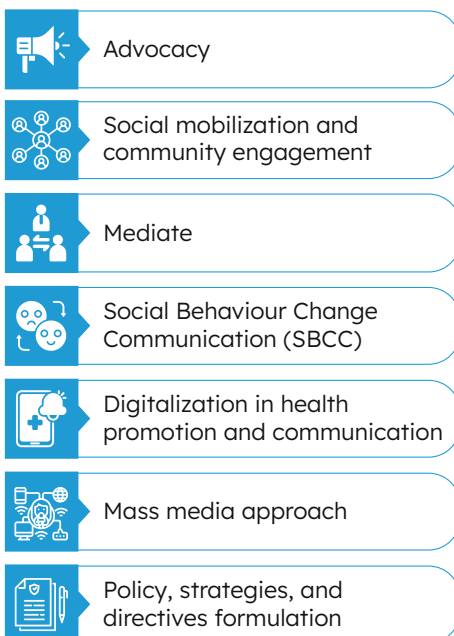 Advocacy
Social mobilization and
community engagement
Mediate
Social Behaviour Change
Communication (SBCC)
Digitalization in health
promotion and communication
Mass media approach
Policy, strategies, and
directives formulation